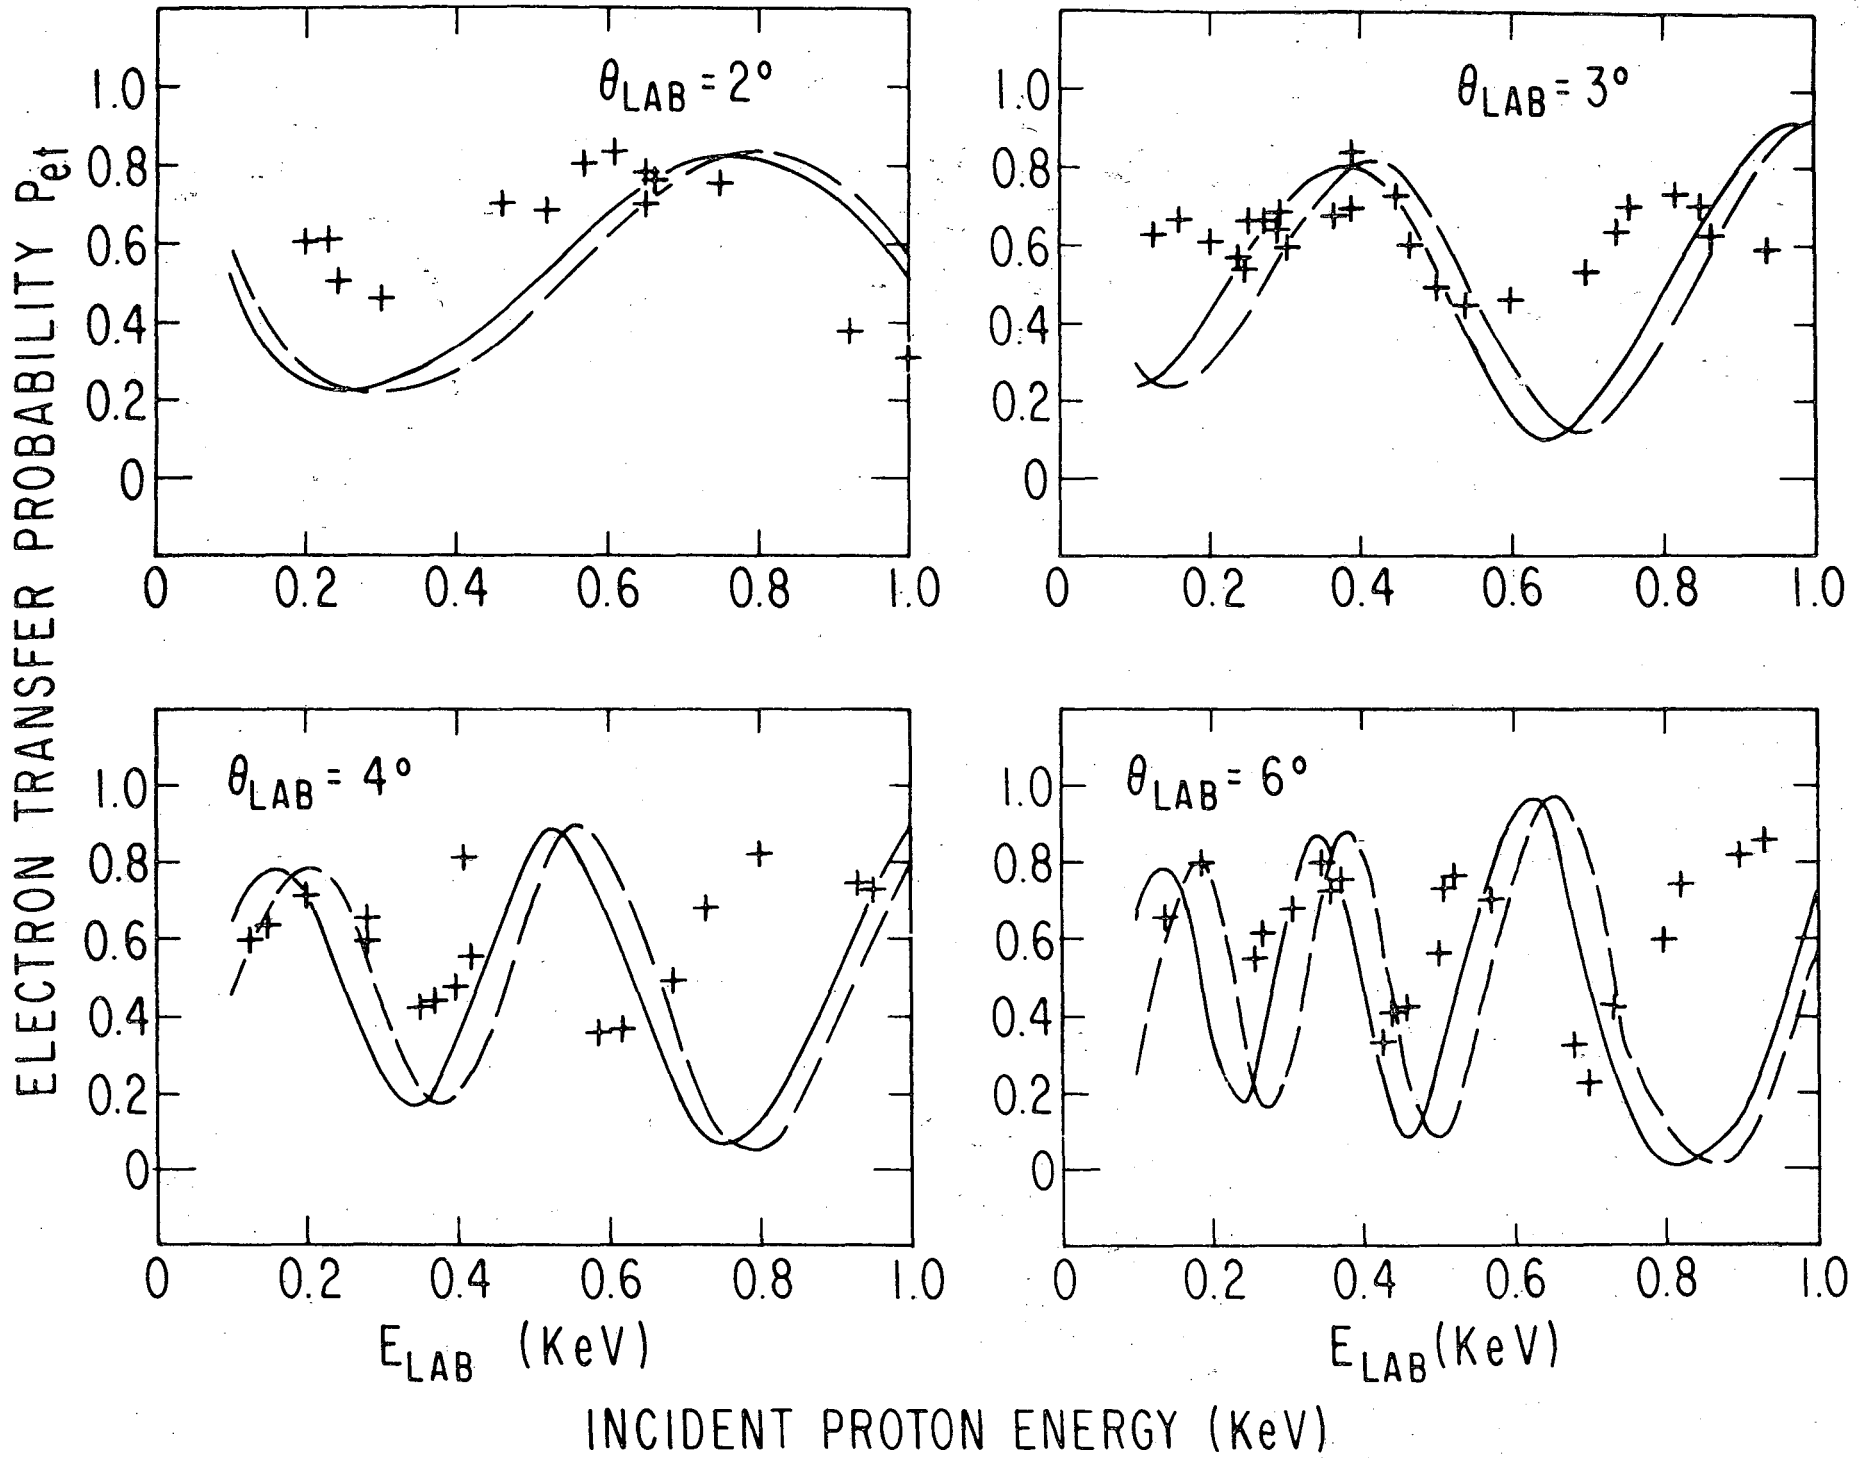 ELECTRON TRANSFER PROBABILITY Pet
θLAB = 2°
1.0
0.8
0.6
0.4
0.2
0
0 0.2 0.4 0.6 0.8 1.0
θLAB = 3°
1.0
0.8
0.6
0.4
0.2
0
0 0.2 0.4 0.6 0.8 1.0
θLAB = 4°
1.0
0.8
0.6
0.4
0.2
0
0 0.2 0.4 0.6 0.8 1.0
ELAB (KeV)
θLAB = 6°
1.0
0.8
0.6
0.4
0.2
0
0 0.2 0.4 0.6 0.8 1.0
ELAB (KeV)
INCIDENT PROTON ENERGY (KeV)